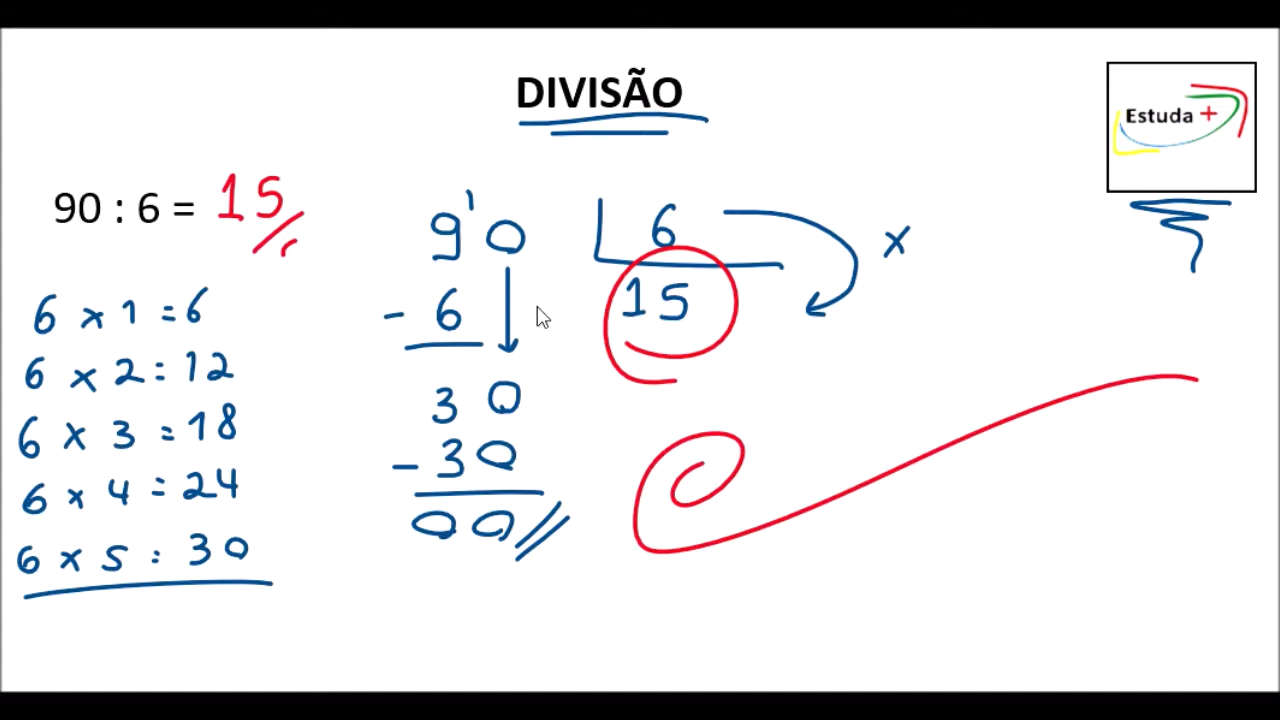 DIVISÃO
Estuda +
90 : 6 = 15
6 x 1 = 6
6 x 2 = 12
6 x 3 = 18
6 x 4 = 24
6 x 5 = 30
9'0 6
- 6 15
30
- 30
00
x